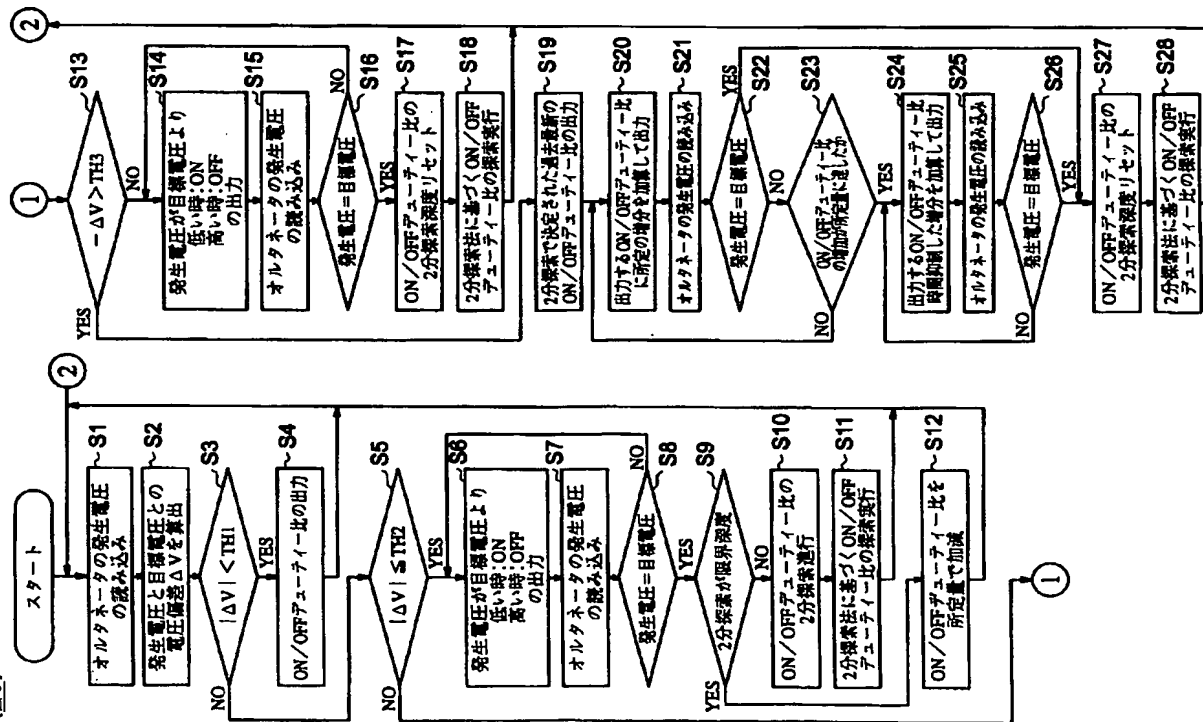 スタート
2
オルタネータの発生電圧
の読み込み
S1
発生電圧と目標電圧との
電圧偏差ΔVを算出
S2
|ΔV|<TH1
S3
NO
YES
ON/OFFデューティー比の出力
S4
|ΔV|≦TH2
S5
NO
YES
発生電圧が目標電圧より
低い時:ON
高い時:OFF
の出力
S6
オルタネータの発生電圧
の読み込み
S7
発生電圧=目標電圧
S8
NO
YES
2分探索が限界深度
S9
YES
NO
ON/OFFデューティー比の
2分探索進行
S10
2分探索法に基づくON/OFF
デューティー比の探索実行
S11
ON/OFFデューティー比を
所定量で加減
S12
1
1
2
-ΔV>TH3
S13
YES
NO
発生電圧が目標電圧より
低い時:ON
高い時:OFF
の出力
S14
オルタネータの発生電圧
の読み込み
S15
発生電圧=目標電圧
S16
NO
YES
ON/OFFデューティー比の
2分探索深度リセット
S17
2分探索法に基づくON/OFF
デューティー比の探索実行
S18
2分探索で決定された過去最新の
ON/OFFデューティー比の出力
S19
出力するON/OFFデューティー比
に所定の増分を加算して出力
S20
オルタネータの発生電圧の読み込み
S21
発生電圧=目標電圧
S22
YES
NO
ON/OFFデューティー比
の増加が所定量に達したか
S23
NO
YES
出力するON/OFFデューティー比
時間抑制した増分を加算して出力
S24
オルタネータの発生電圧の読み込み
S25
発生電圧=目標電圧
S26
NO
YES
ON/OFFデューティー比の
2分探索深度リセット
S27
2分探索法に基づくON/OFF
デューティー比の探索実行
S28